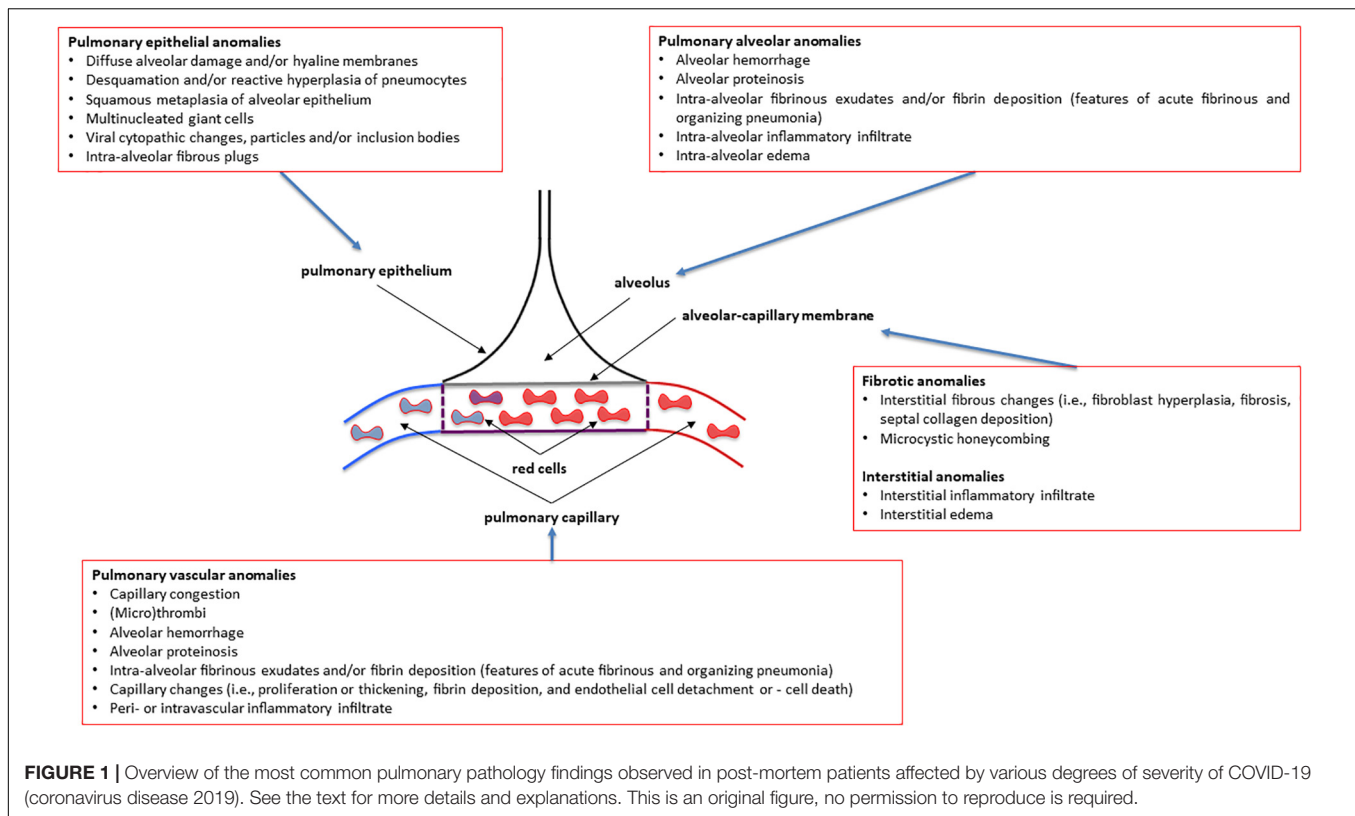 Pulmonary epithelial anomalies
• Diffuse alveolar damage and/or hyaline membranes
• Desquamation and/or reactive hyperplasia of pneumocytes
• Squamous metaplasia of alveolar epithelium
• Multinucleated giant cells
• Viral cytopathic changes, particles and/or inclusion bodies
• Intra-alveolar fibrous plugs
Pulmonary alveolar anomalies
• Alveolar hemorrhage
• Alveolar proteinosis
• Intra-alveolar fibrinous exudates and/or fibrin deposition (features of acute fibrinous and
organizing pneumonia)
• Intra-alveolar inflammatory infiltrate
• Intra-alveolar edema
pulmonary epithelium
alveolus
alveolar-capillary membrane
Fibrotic anomalies
• Interstitial fibrous changes (i.e., fibroblast hyperplasia, fibrosis,
septal collagen deposition)
• Microcystic honeycombing
Interstitial anomalies
• Interstitial inflammatory infiltrate
• Interstitial edema
red cells
pulmonary capillary
Pulmonary vascular anomalies
• Capillary congestion
• (Micro)thrombi
• Alveolar hemorrhage
• Alveolar proteinosis
• Intra-alveolar fibrinous exudates and/or fibrin deposition (features of acute fibrinous and organizing pneumonia)
• Capillary changes (i.e., proliferation or thickening, fibrin deposition, and endothelial cell detachment or - cell death)
• Peri- or intravascular inflammatory infiltrate
FIGURE 1 | Overview of the most common pulmonary pathology findings observed in post-mortem patients affected by various degrees of severity of COVID-19
(coronavirus disease 2019). See the text for more details and explanations. This is an original figure, no permission to reproduce is required.